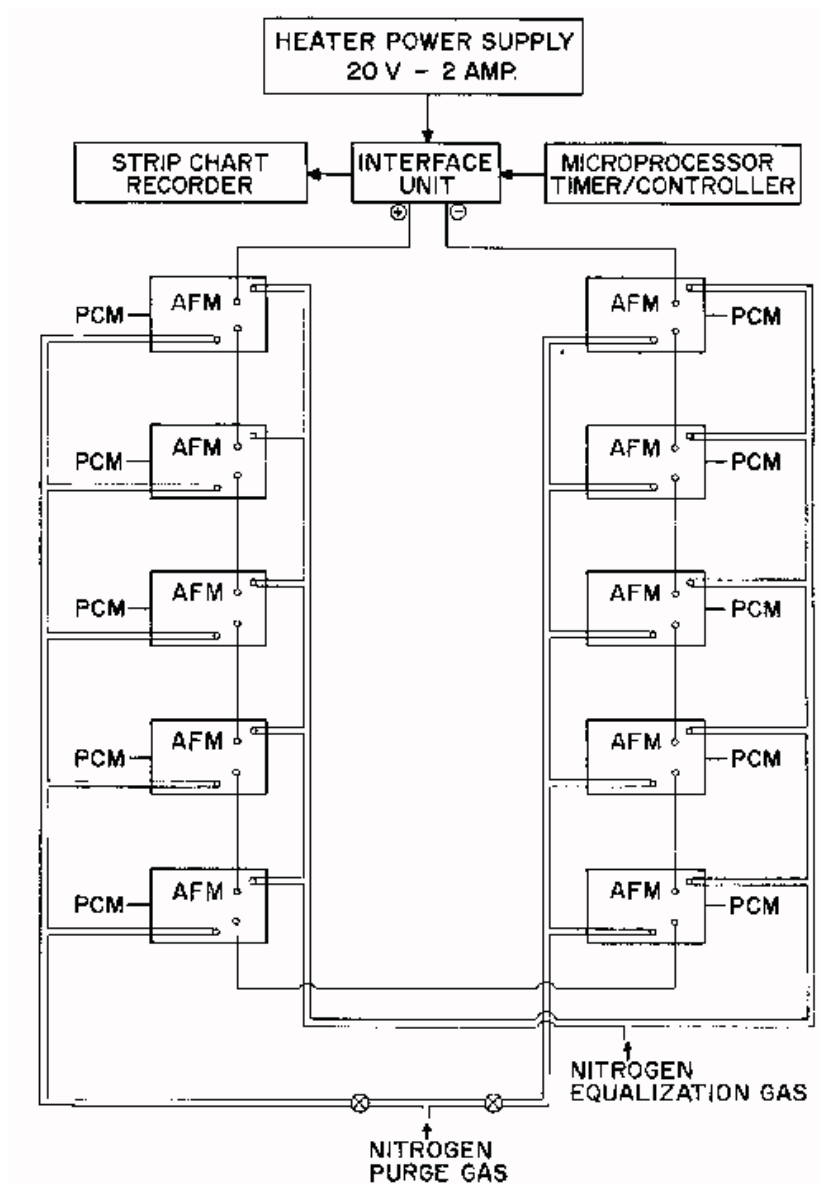 HEATER POWER SUPPLY
20 V – 2 AMP.
STRIP CHART
RECORDER
INTERFACE
UNIT
MICROPROCESSOR
TIMER/CONTROLLER
+ −
PCM AFM AFM PCM
PCM AFM AFM PCM
PCM AFM AFM PCM
PCM AFM AFM PCM
PCM AFM AFM PCM
NITROGEN
EQUALIZATION GAS
NITROGEN
PURGE GAS